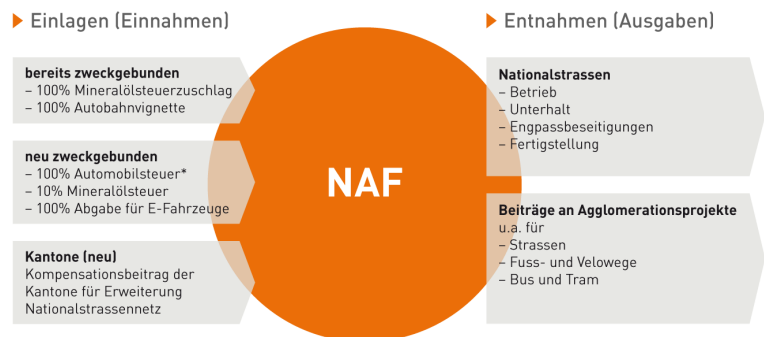 Einlagen (Einnahmen)
bereits zweckgebunden
– 100% Mineralölsteuerzuschlag
– 100% Autobahnvignette
neu zweckgebunden
– 100% Automobilsteuer*
– 10% Mineralölsteuer
– 100% Abgabe für E-Fahrzeuge
Kantone (neu)
Kompensationsbeitrag der
Kantone für Erweiterung
Nationalstrassennetz
NAF
Entnahmen (Ausgaben)
Nationalstrassen
– Betrieb
– Unterhalt
– Engpassbeseitigungen
– Fertigstellung
Beiträge an Agglomerationsprojekte
u.a. für
– Strassen
– Fuss- und Velowege
– Bus und Tram